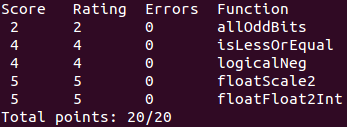 Score Rating Errors Function
2 2 0 allOddBits
4 4 0 isLessOrEqual
4 4 0 logicalNeg
5 5 0 floatScale2
5 5 0 floatFloat2Int
Total points: 20/20